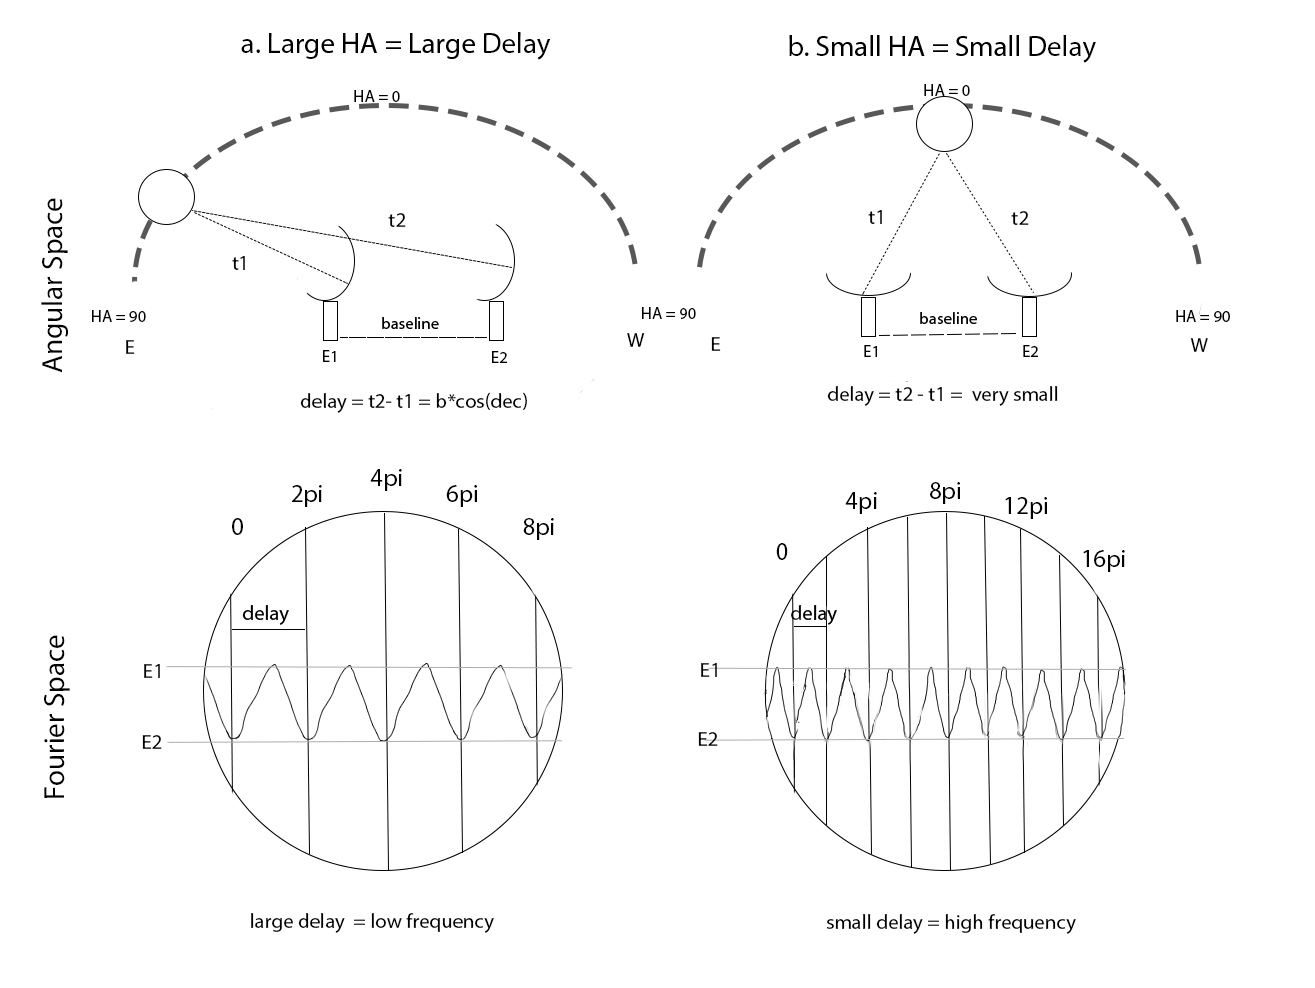 a. Large HA = Large Delay
HA = 0
t2
t1
HA = 90
E
baseline
E1
E2
HA = 90
W
delay = t2- t1 = b*cos(dec)
b. Small HA = Small Delay
HA = 0
t1
t2
E
baseline
E1
E2
HA = 90
W
delay = t2 - t1 = very small
Angular Space
0
2pi
4pi
6pi
8pi
delay
E1
E2
large delay = low frequency
0
4pi
8pi
12pi
16pi
delay
E1
E2
small delay = high frequency
Fourier Space